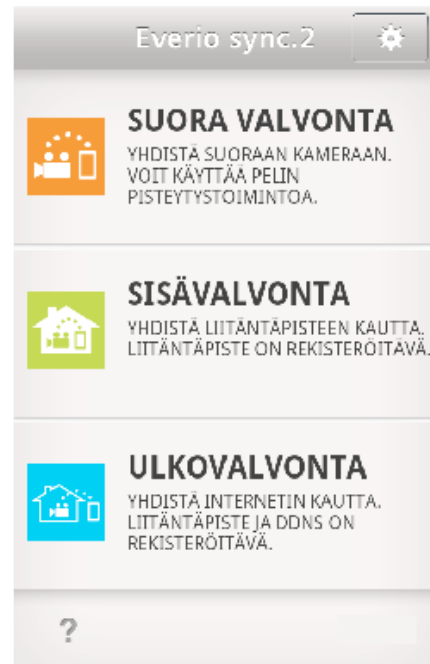 Everio sync.2
SUORA VALVONTA
YHDISTÄ SUORAAN KAMERAAN.
VOIT KÄYTTÄÄ PELIN
PISTEYTYSTOIMINTOA.
SISÄVALVONTA
YHDISTÄ LIITÄNTÄPISTEEN KAUTTA.
LIITÄNTÄPISTE ON REKISTERÖITÄVÄ.
ULKOVALVONTA
YHDISTÄ INTERNETIN KAUTTA.
LIITÄNTÄPISTE JA DDNS ON
REKISTERÖITÄVÄ.
?